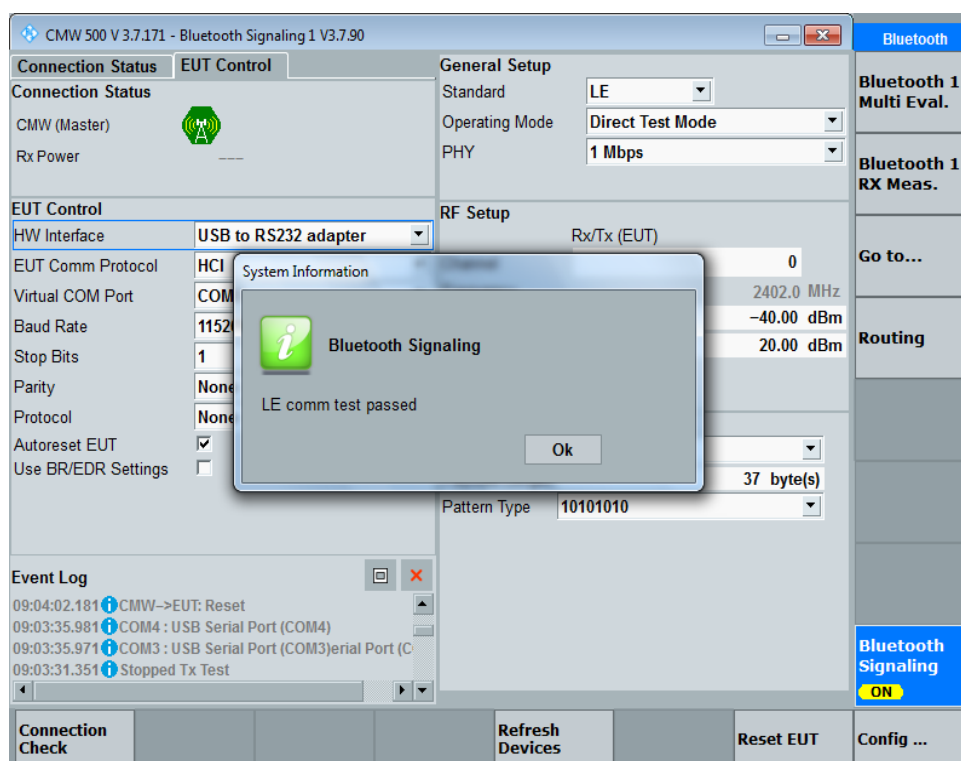 CMW 500 V 3.7.171 - Bluetooth Signaling 1 V3.7.90
Connection Status EUT Control
Connection Status
CMW (Master)
Rx Power ---
EUT Control
HW Interface USB to RS232 adapter
EUT Comm Protocol HCI
Virtual COM Port COM
Baud Rate 1152
Stop Bits 1
Parity None
Protocol None
Autoreset EUT
Use BR/EDR Settings
General Setup
Standard LE
Operating Mode Direct Test Mode
PHY 1 Mbps
RF Setup
Rx/Tx (EUT)
0
2402.0 MHz
-40.00 dBm
20.00 dBm
37 byte(s)
Pattern Type 10101010
System Information
Bluetooth Signaling
LE comm test passed
Ok
Event Log
09:04:02.181 CMW-->EUT: Reset
09:03:35.981 COM4 : USB Serial Port (COM4)
09:03:35.971 COM3 : USB Serial Port (COM3)erial Port (C
09:03:31.351 Stopped Tx Test
Bluetooth
Bluetooth 1
Multi Eval.
Bluetooth 1
RX Meas.
Go to...
Routing
Bluetooth
Signaling
ON
Connection
Check
Refresh
Devices
Reset EUT
Config ...